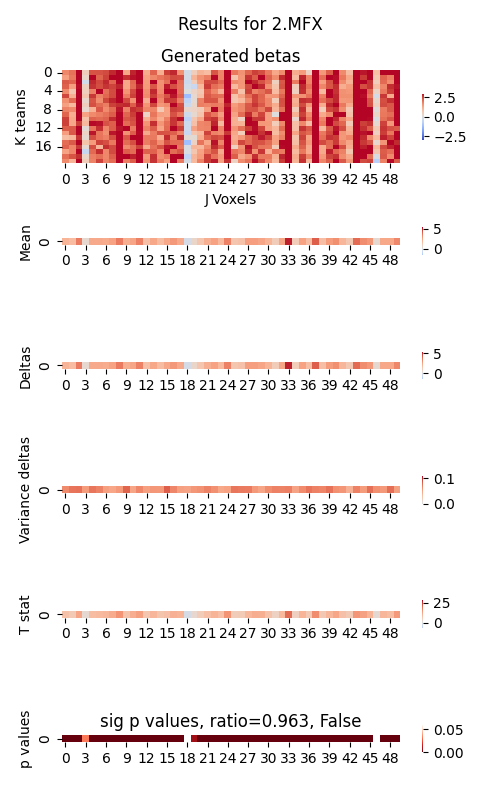 Results for 2.MFX
Generated betas
K teams
0
4
8
12
16
0 3 6 9 12 15 18 21 24 27 30 33 36 39 42 45 48
J Voxels
2.5
0.0
−2.5
Mean
0
0 3 6 9 12 15 18 21 24 27 30 33 36 39 42 45 48
5
0
Deltas
0
0 3 6 9 12 15 18 21 24 27 30 33 36 39 42 45 48
5
0
Variance deltas
0
0 3 6 9 12 15 18 21 24 27 30 33 36 39 42 45 48
0.1
0.0
T stat
0
0 3 6 9 12 15 18 21 24 27 30 33 36 39 42 45 48
25
0
sig p values, ratio=0.963, False
p values
0
0 3 6 9 12 15 18 21 24 27 30 33 36 39 42 45 48
0.05
0.00